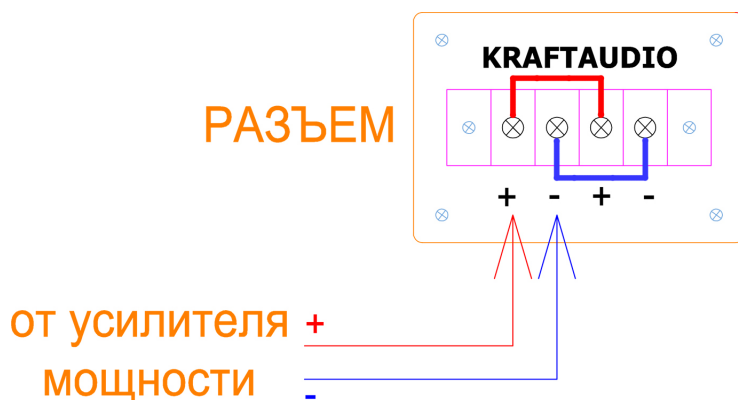 KRAFTAUDIO
РАЗЪЕМ
+ - + -
от усилителя +
мощности -